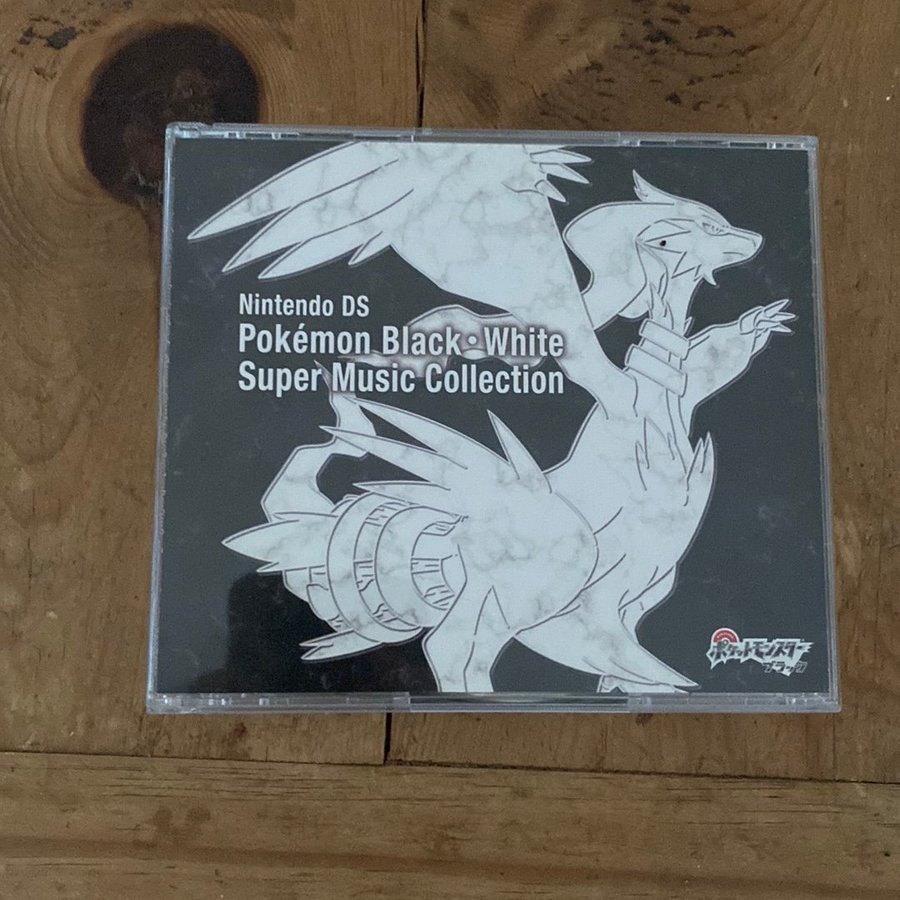 Nintendo DS
Pokémon Black・White
Super Music Collection
ポケットモンスター
ブラック